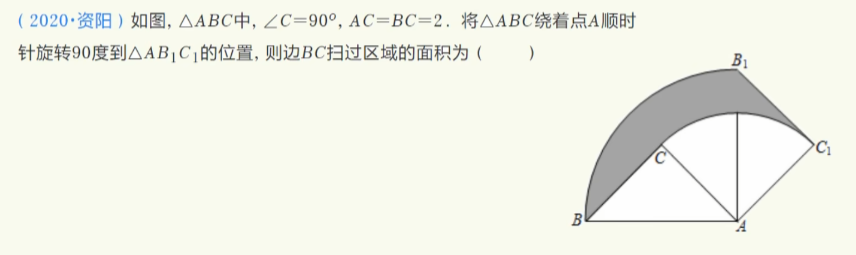 （2020·资阳）如图, △ABC中, ∠C=90°, AC=BC=2．将△ABC绕着点A顺时
针旋转90度到△AB₁C₁的位置, 则边BC扫过区域的面积为（　　）
B₁
C
C₁
B
A